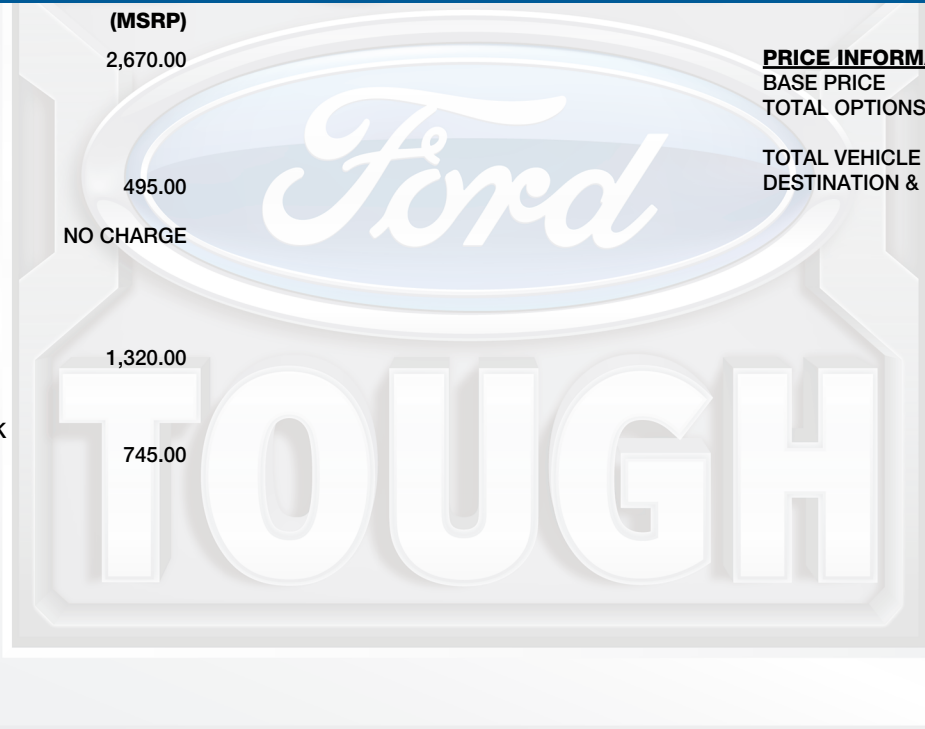 (MSRP)
2,670.00
495.00
NO CHARGE
1,320.00
K
745.00
PRICE INFORMA
BASE PRICE
TOTAL OPTIONS
TOTAL VEHICLE
DESTINATION &
Ford
TOUGH